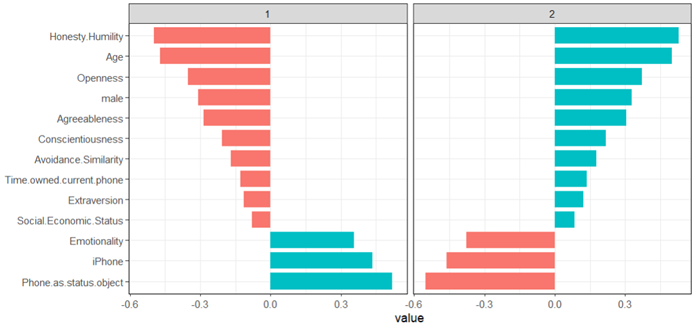 1 2
Honesty.Humility
Age
Openness
male
Agreeableness
Conscientiousness
Avoidance.Similarity
Time.owned.current.phone
Extraversion
Social.Economic.Status
Emotionality
iPhone
Phone.as.status.object
-0.6 -0.3 0.0 0.3 -0.6 -0.3 0.0 0.3
value